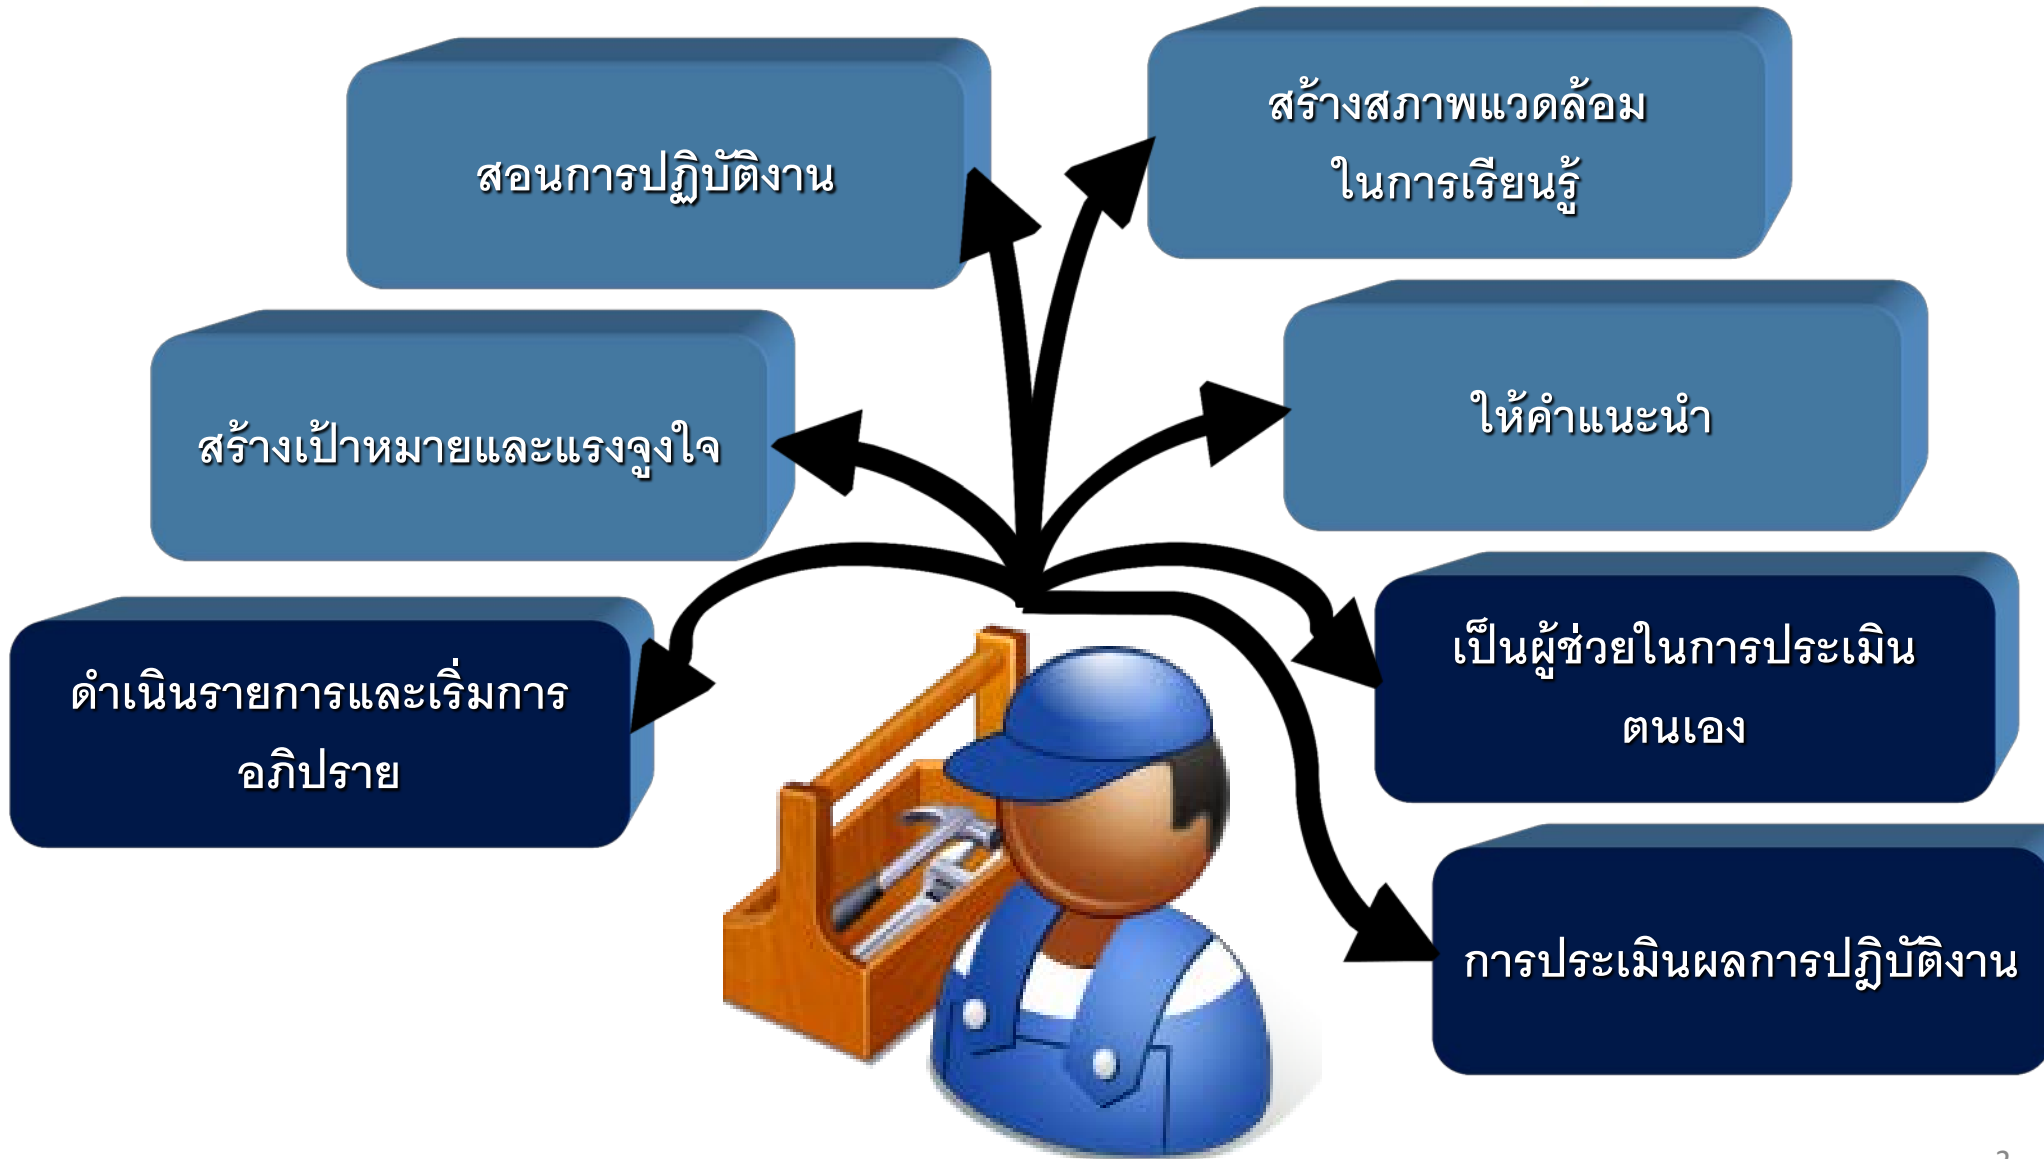 สอนการปฏิบัติงาน
สร้างสภาพแวดล้อม
ในการเรียนรู้
สร้างเป้าหมายและแรงจูงใจ
ให้คำแนะนำ
ดำเนินรายการและเริ่มการ
อภิปราย
เป็นผู้ช่วยในการประเมิน
ตนเอง
การประเมินผลการปฏิบัติงาน